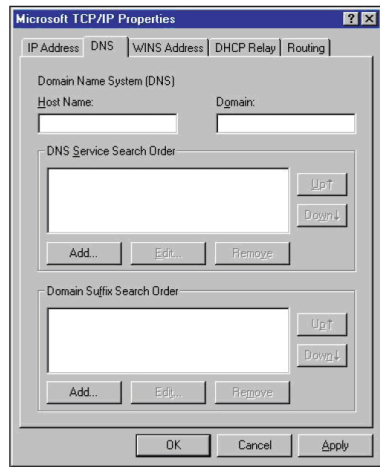 Microsoft TCP/IP Properties
IP Address DNS WINS Address DHCP Relay Routing
Domain Name System (DNS)
Host Name: Domain:
DNS Service Search Order
Up↑
Down↓
Add... Edit... Remove
Domain Suffix Search Order
Up↑
Down↓
Add... Edit... Remove
OK Cancel Apply